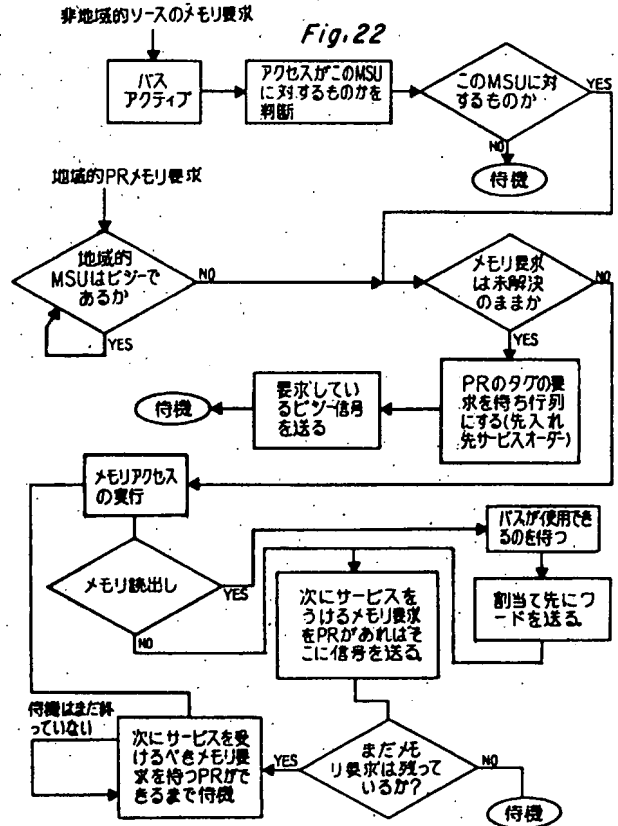 非地域的ソースのメモリ要求
Fig.22
バス
アクティブ
アクセスがこのMSU
に対するものかを
判断
このMSUに対
するものか
YES
NO
待機
地域的PRメモリ要求
地域的
MSUはビジーで
あるか
NO
YES
メモリ要求
は未解決
のままか
NO
YES
PRのタグの要
求を待ち行列
にする(先入れ
先サービスオーダー)
要求してい
るビジー信号
を送る
待機
メモリアクセス
の実行
メモリ読出し
YES
NO
バスが使用でき
るのを待つ
割当て先にワ
ードを送る.
次にサービスを
うけるメモリ要求
をPRがあればそ
こに信号を送る.
まだメモ
リ要求は残って
いるか?
YES
NO
待機
待機はまだ終
っていない
次にサービスを受
けるべきメモリ要
求を持つPRがで
きるまで待機